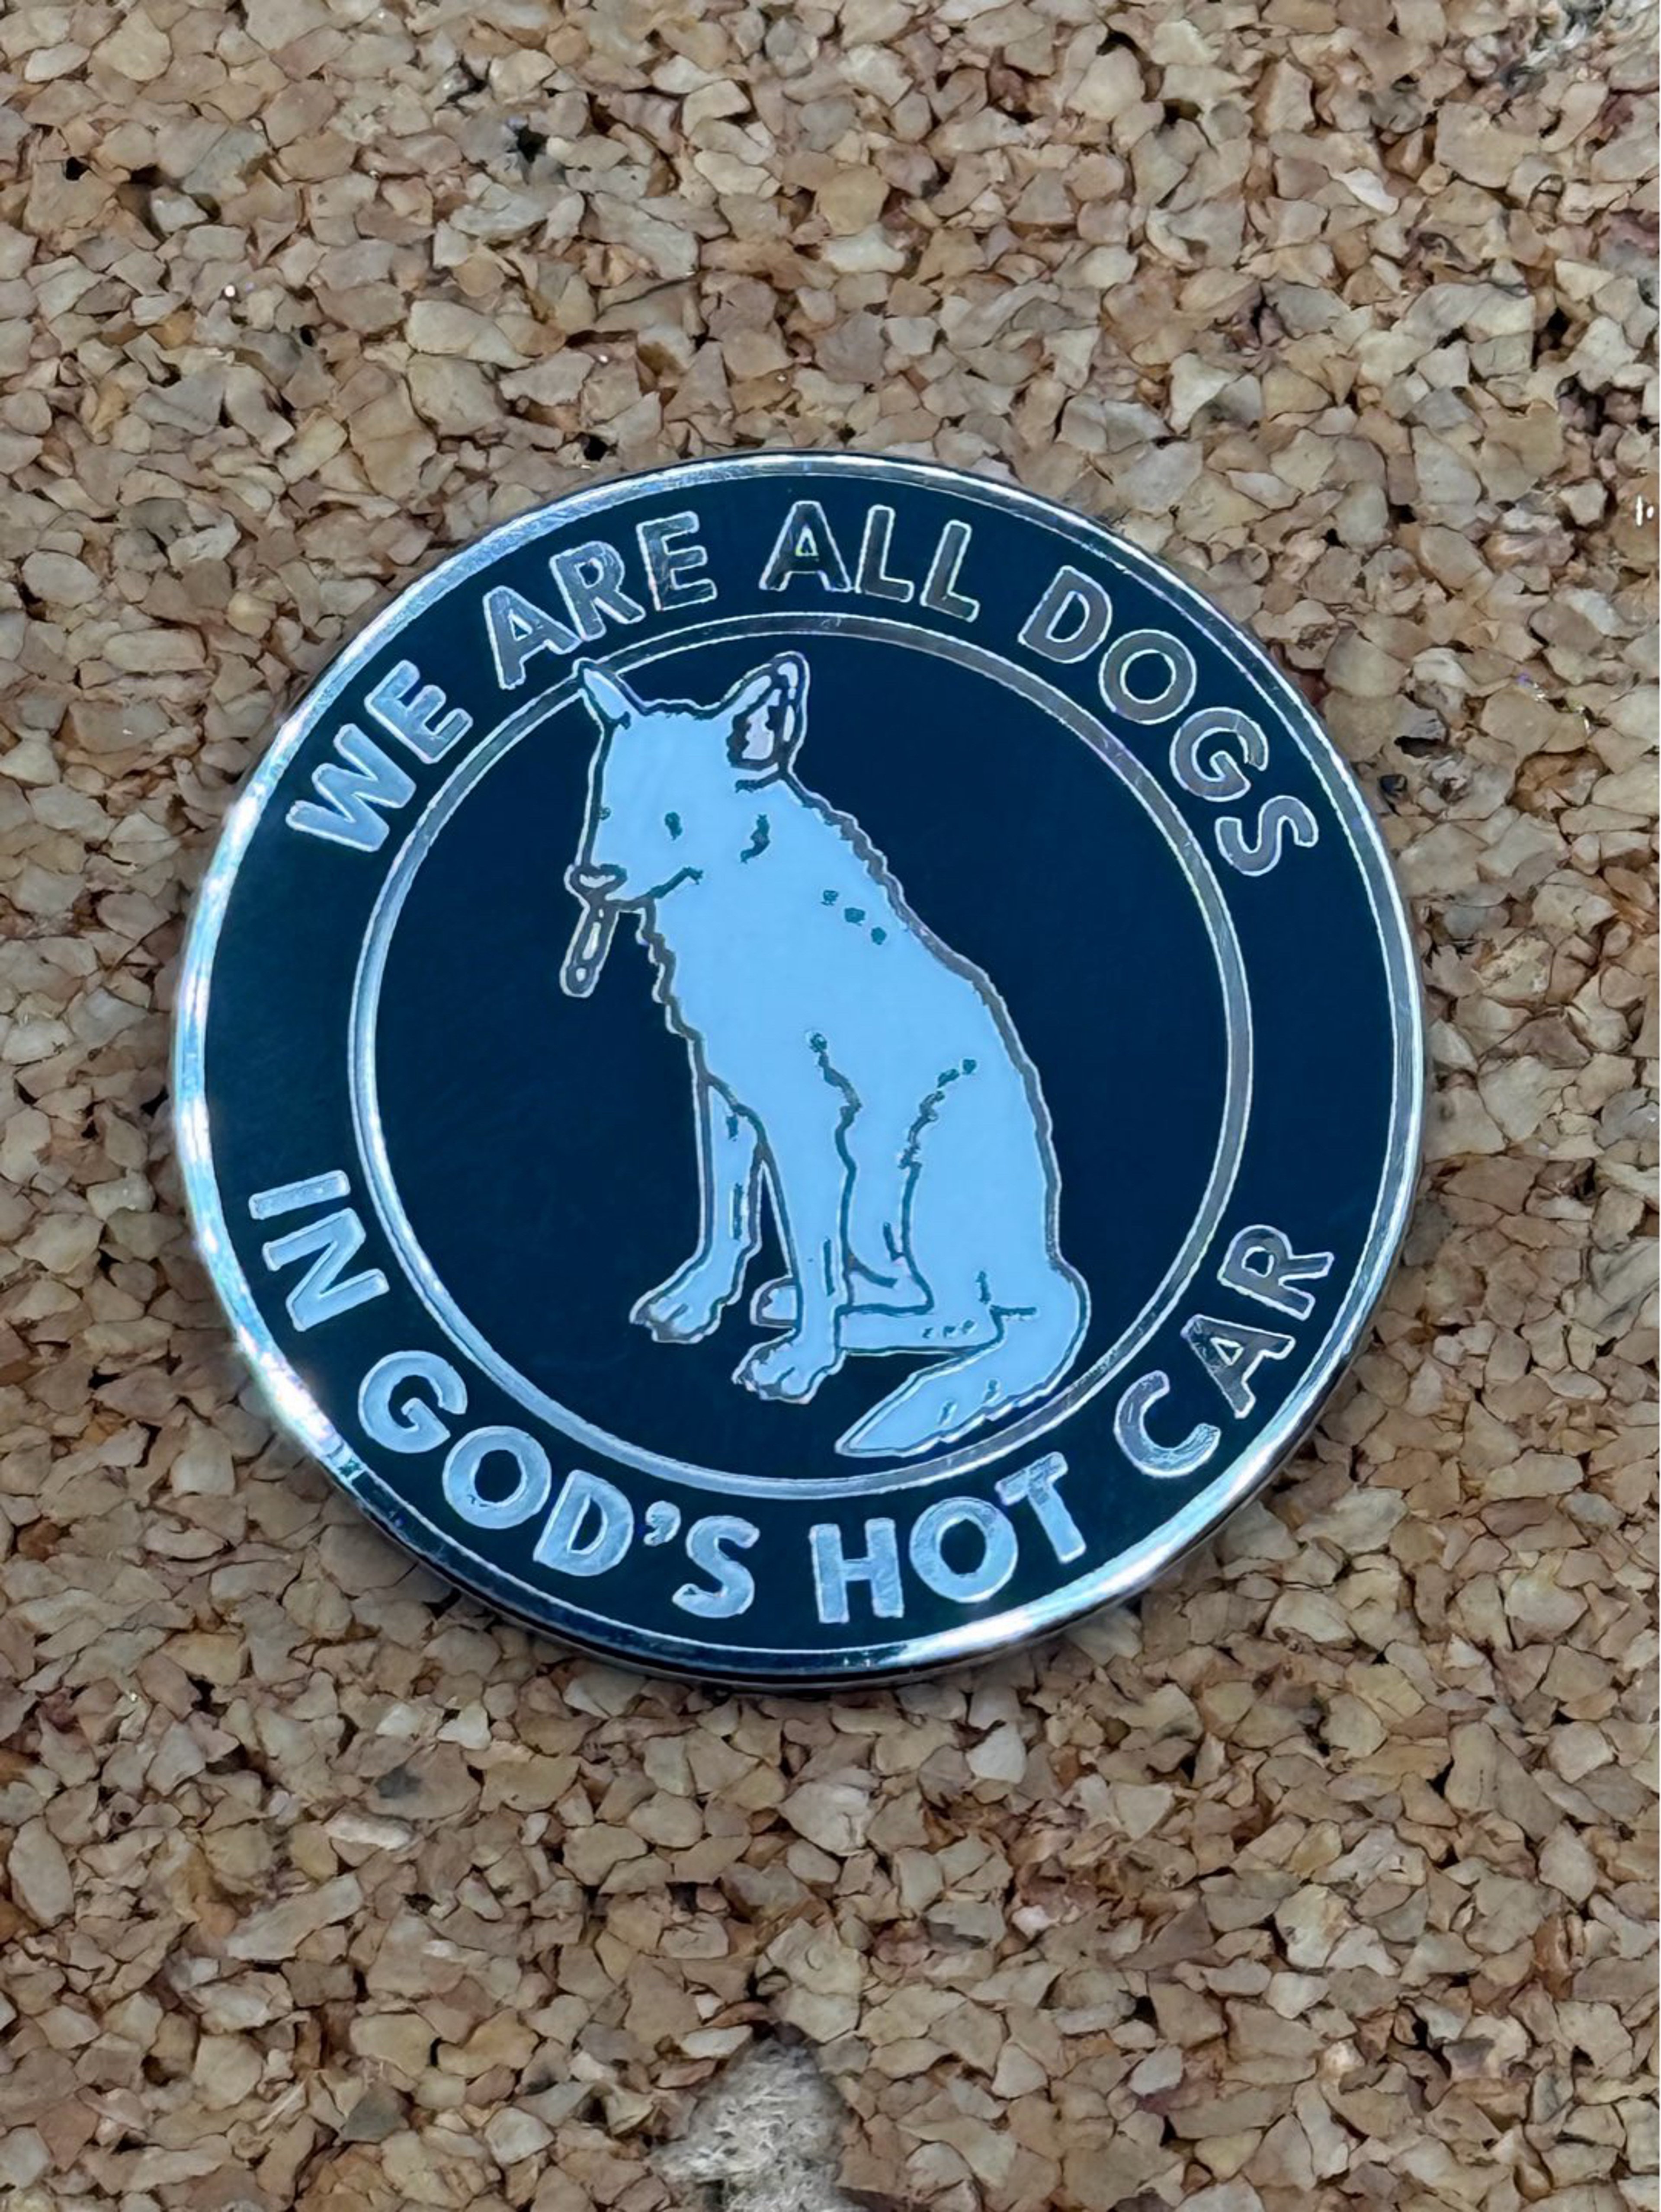 WE ARE ALL DOGS
IN GOD'S HOT CAR